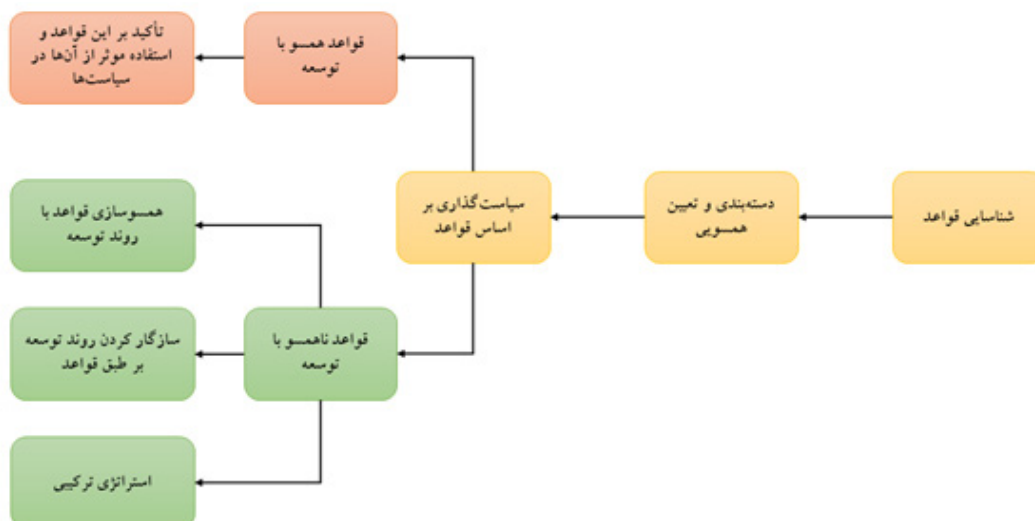 شناسایی قواعد
دسته‌بندی و تعیین
همسویی
سیاست‌گذاری بر
اساس قواعد
قواعد همسو با
توسعه
تأکید بر این قواعد و
استفاده موثر از آن‌ها در
سیاست‌ها
قواعد ناهمسو با
توسعه
همسوسازی قواعد با
روند توسعه
سازگار کردن روند توسعه
بر طبق قواعد
استراتژی ترکیبی